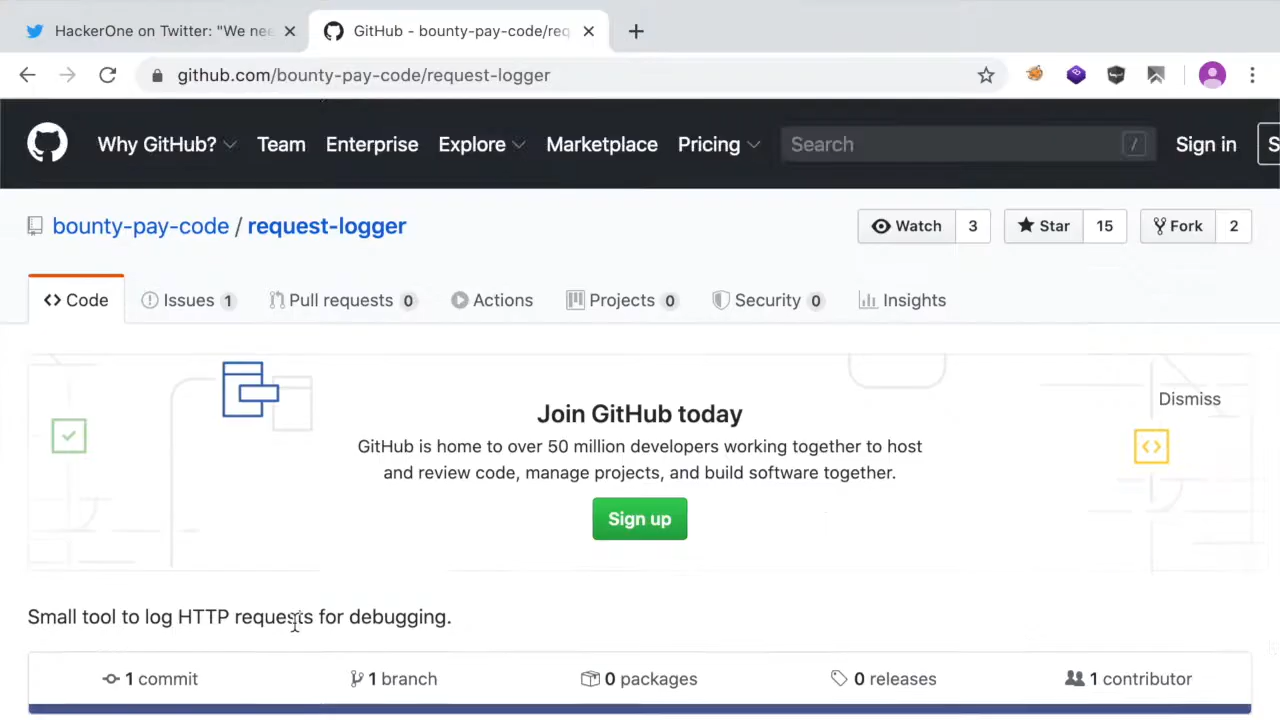 HackerOne on Twitter: "We nee
GitHub - bounty-pay-code/req
github.com/bounty-pay-code/request-logger
Why GitHub? Team Enterprise Explore Marketplace Pricing Search / Sign in S
bounty-pay-code / request-logger
Watch 3 Star 15 Fork 2
Code Issues 1 Pull requests 0 Actions Projects 0 Security 0 Insights
Join GitHub today
Dismiss
GitHub is home to over 50 million developers working together to host
and review code, manage projects, and build software together.
Sign up
Small tool to log HTTP requests for debugging.
1 commit 1 branch 0 packages 0 releases 1 contributor